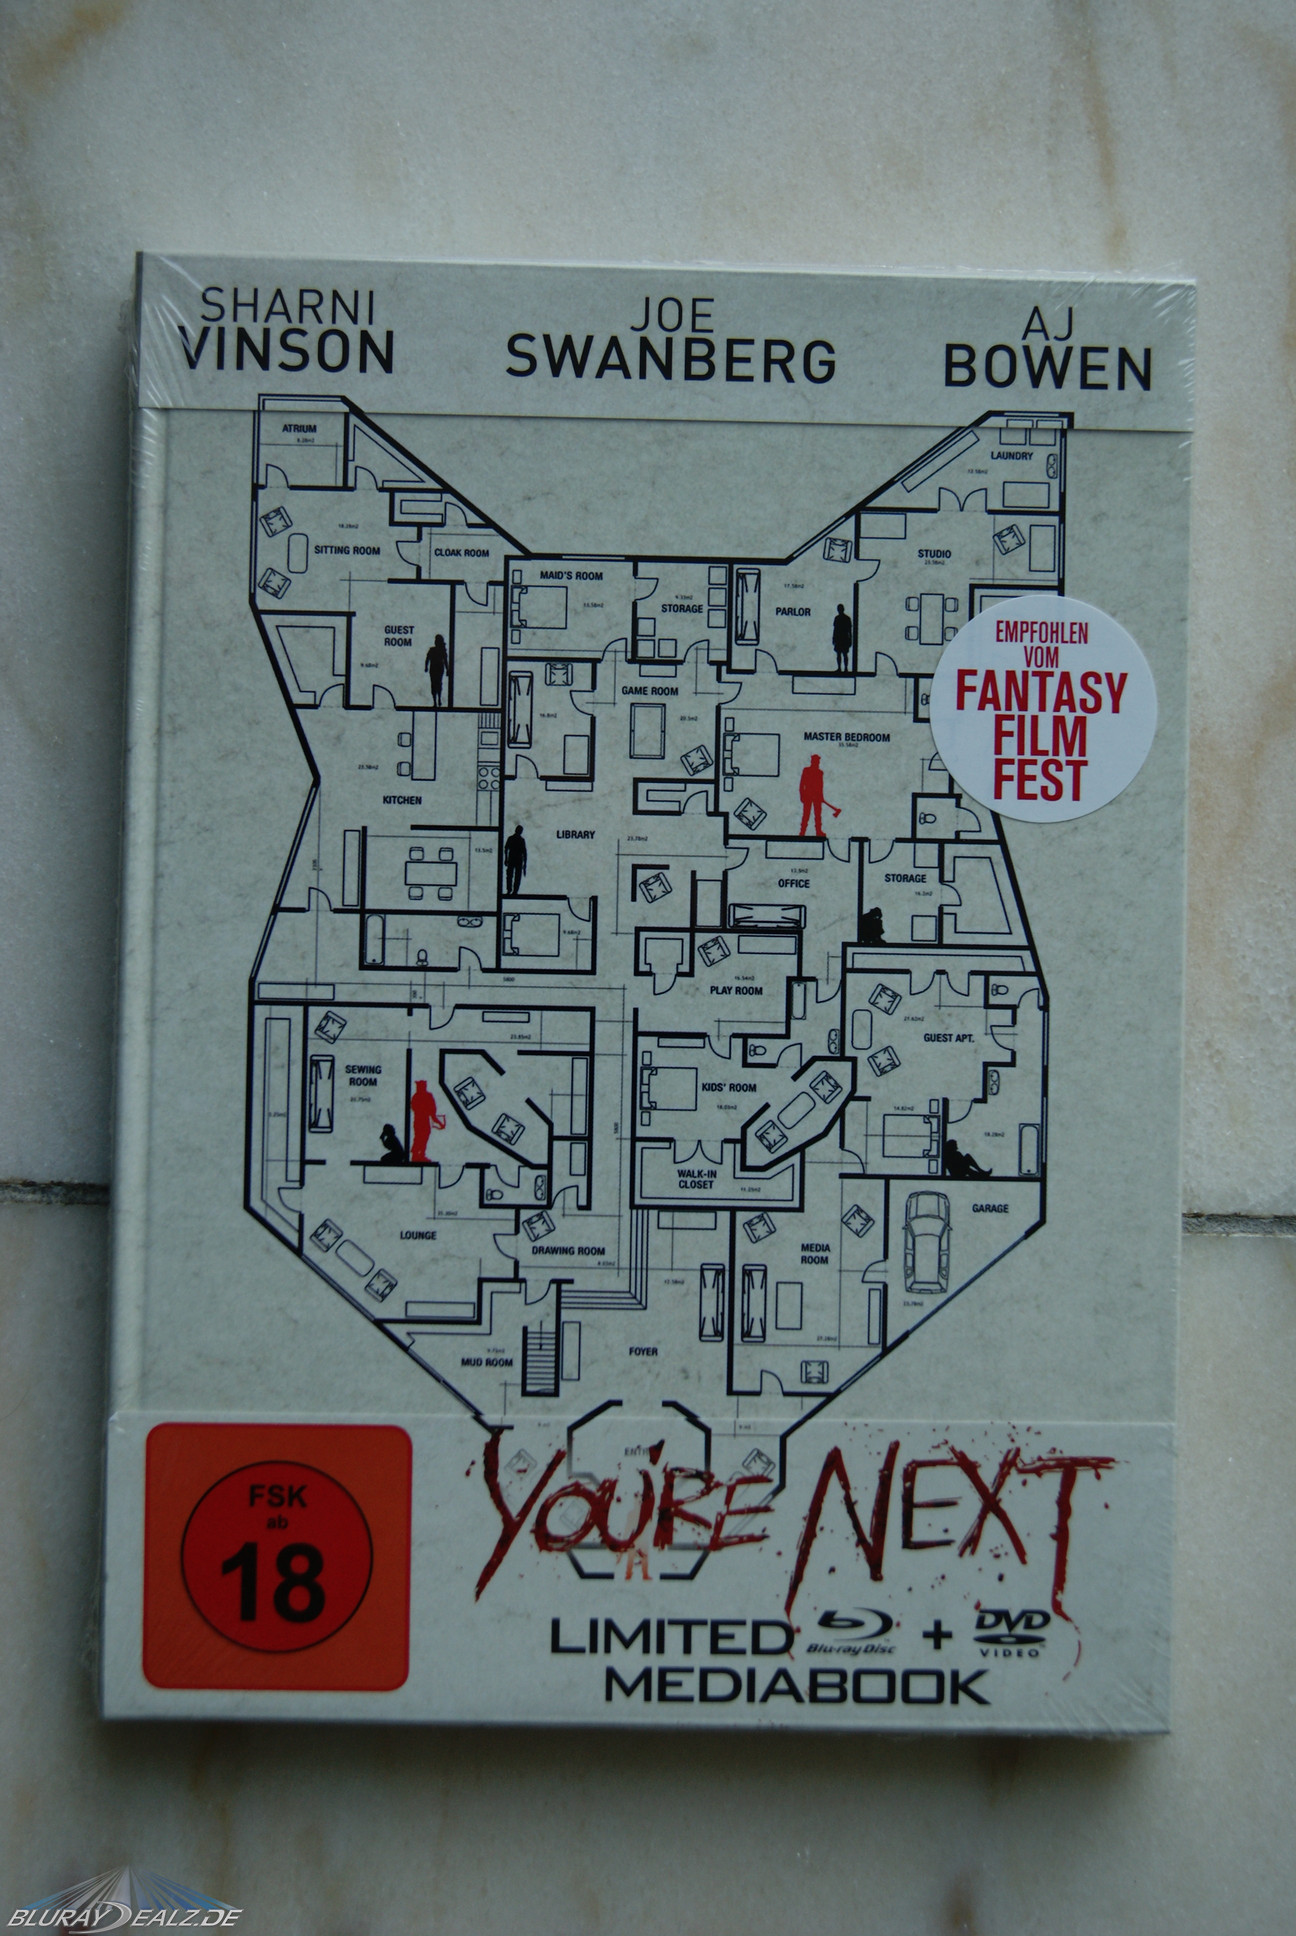 SHARNI
VINSON
JOE
SWANBERG
AJ
BOWEN
ATRIUM
LAUNDRY
SITTING ROOM
CLOAK ROOM
STUDIO
MAID'S ROOM
STORAGE
PARLOR
GUEST
ROOM
EMPFOHLEN
VOM
FANTASY
FILM
FEST
GAME ROOM
MASTER BEDROOM
KITCHEN
LIBRARY
OFFICE
STORAGE
PLAY ROOM
GUEST APT.
SEWING
ROOM
KIDS' ROOM
WALK-IN
CLOSET
GARAGE
LOUNGE
DRAWING ROOM
MEDIA
ROOM
MUD ROOM
FOYER
FSK
ab
18
YOU'RE NEXT
LIMITED Blu-ray Disc + DVD
VIDEO
MEDIABOOK
BLURAYDEALZ.DE